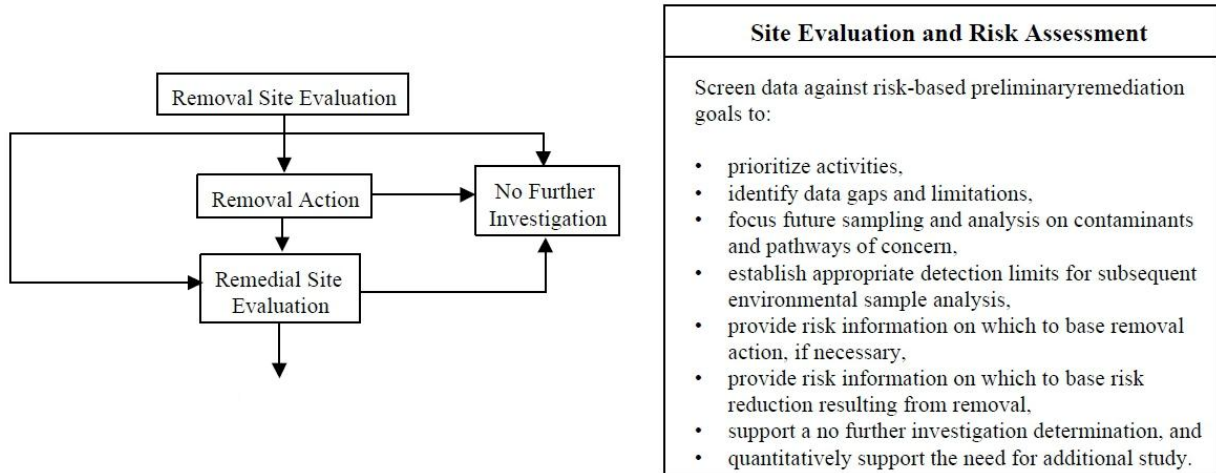 Removal Site Evaluation
Removal Action
No Further
Investigation
Remedial Site
Evaluation
Site Evaluation and Risk Assessment
Screen data against risk-based preliminaryremediation
goals to:
• prioritize activities,
• identify data gaps and limitations,
• focus future sampling and analysis on contaminants
and pathways of concern,
• establish appropriate detection limits for subsequent
environmental sample analysis,
• provide risk information on which to base removal
action, if necessary,
• provide risk information on which to base risk
reduction resulting from removal,
• support a no further investigation determination, and
• quantitatively support the need for additional study.